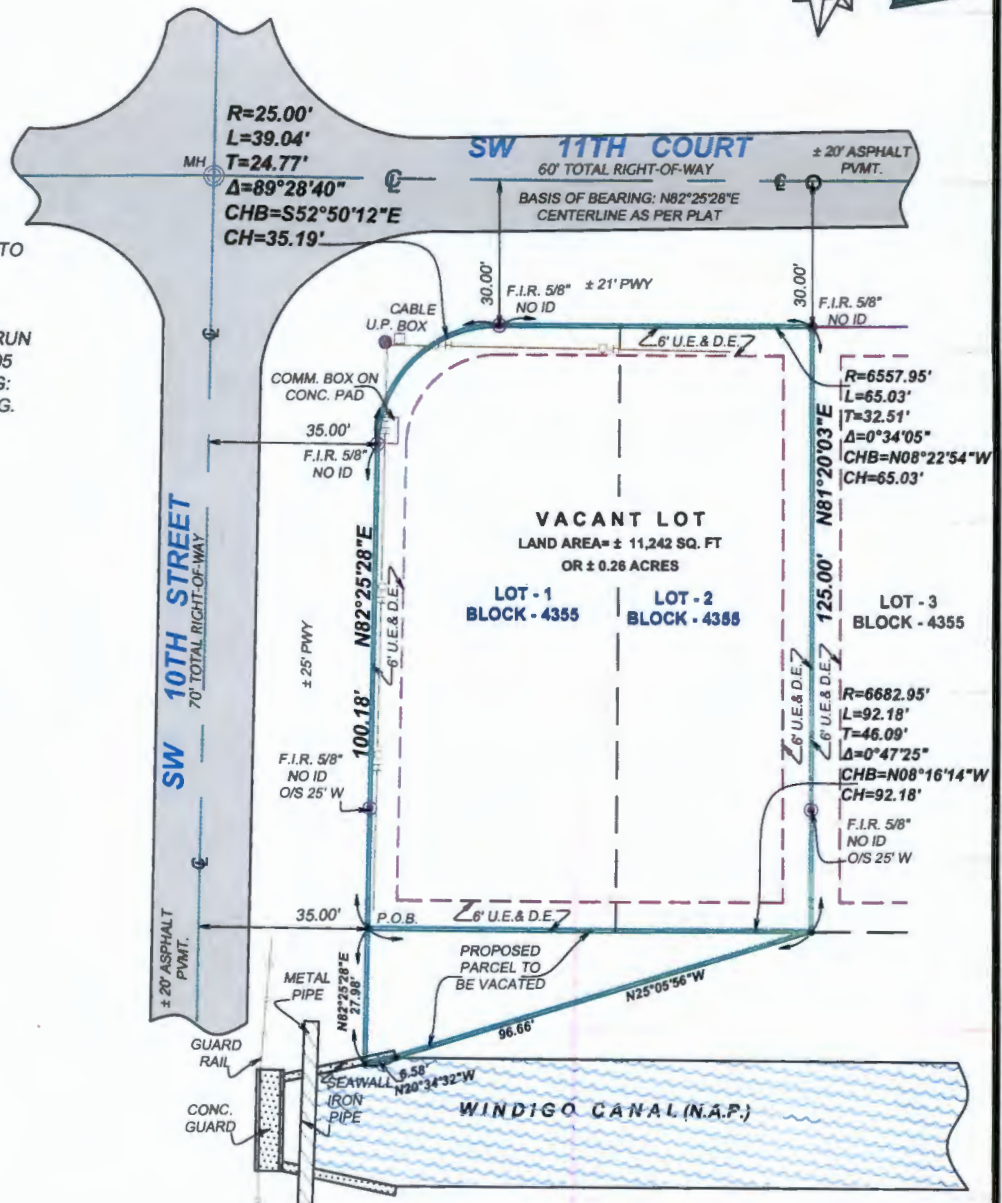 R=25.00'
L=39.04'
T=24.77'
Δ=89°28'40"
CHB=S52°50'12"E
CH=35.19'
MH
℄
SW 11TH COURT
60' TOTAL RIGHT-OF-WAY
BASIS OF BEARING: N82°25'28"E
CENTERLINE AS PER PLAT
℄
± 20' ASPHALT
PVMT.
TO
RUN
95
G:
G.
30.00'
F.I.R. 5/8"
NO ID
± 21' PWY
30.00'
F.I.R. 5/8"
NO ID
CABLE
U.P. BOX
6' U.E.& D.E.
COMM. BOX ON
CONC. PAD
℄
35.00'
F.I.R. 5/8"
NO ID
R=6557.95'
L=65.03'
T=32.51'
Δ=0°34'05"
CHB=N08°22'54"W
CH=65.03'
N81°20'03"E
125.00'
SW 10TH STREET
70' TOTAL RIGHT-OF-WAY
± 25' PWY
N82°25'28"E
100.18'
6' U.E.& D.E.
VACANT LOT
LAND AREA= ± 11,242 SQ. FT
OR ± 0.26 ACRES
LOT - 1
BLOCK - 4355
LOT - 2
BLOCK - 4355
LOT - 3
BLOCK - 4355
6' U.E.& D.E.
6' U.E.& D.E.
R=6682.95'
L=92.18'
T=46.09'
Δ=0°47'25"
CHB=N08°16'14"W
CH=92.18'
F.I.R. 5/8"
NO ID
O/S 25' W
F.I.R. 5/8"
NO ID
O/S 25' W
℄
35.00'
P.O.B.
6' U.E.& D.E.
± 20' ASPHALT
PVMT.
METAL
PIPE
N82°25'28"E
27.98'
PROPOSED
PARCEL TO
BE VACATED
N25°05'56"W
96.66'
GUARD
RAIL
6.58'
N20°34'32"W
SEAWALL
IRON
PIPE
CONC.
GUARD
WINDIGO CANAL (N.A.P.)